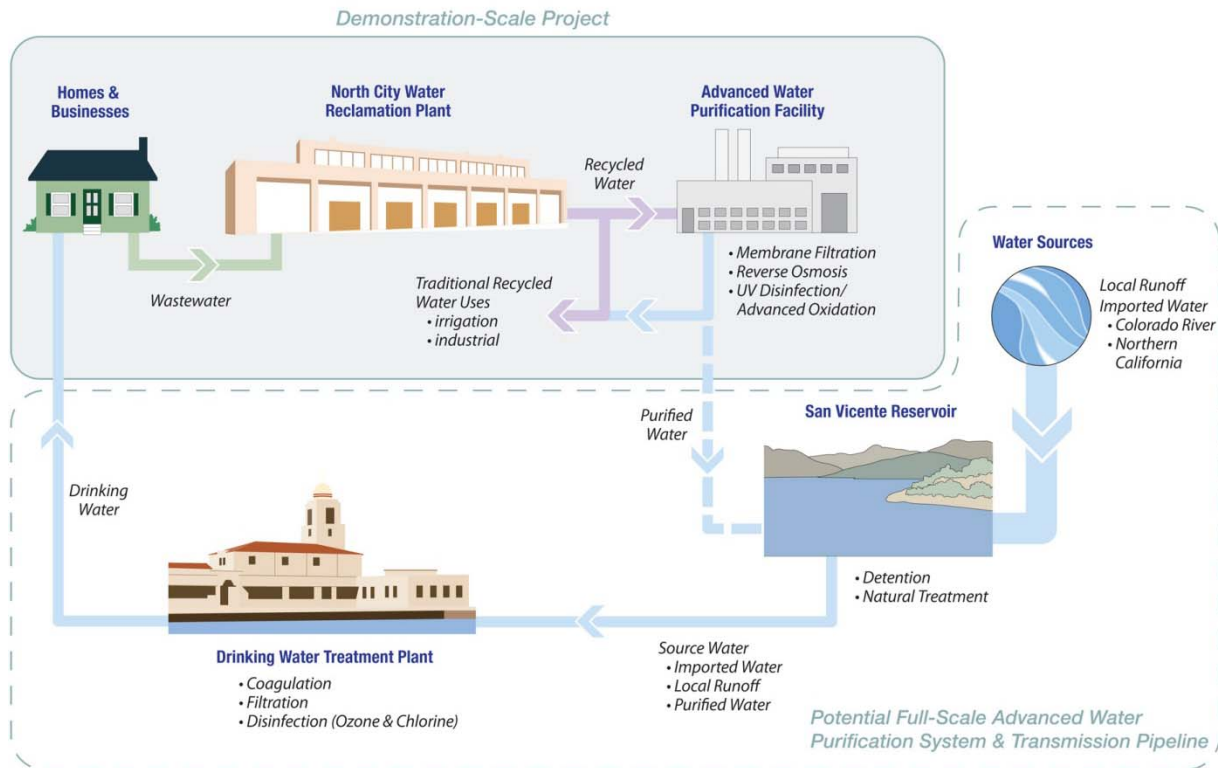 Demonstration-Scale Project
Homes &
Businesses
North City Water
Reclamation Plant
Advanced Water
Purification Facility
Recycled
Water
Wastewater
Traditional Recycled
Water Uses
• irrigation
• industrial
• Membrane Filtration
• Reverse Osmosis
• UV Disinfection/
Advanced Oxidation
Water Sources
Local Runoff
Imported Water
• Colorado River
• Northern
California
Purified
Water
San Vicente Reservoir
• Detention
• Natural Treatment
Drinking
Water
Drinking Water Treatment Plant
• Coagulation
• Filtration
• Disinfection (Ozone & Chlorine)
Source Water
• Imported Water
• Local Runoff
• Purified Water
Potential Full-Scale Advanced Water
Purification System & Transmission Pipeline